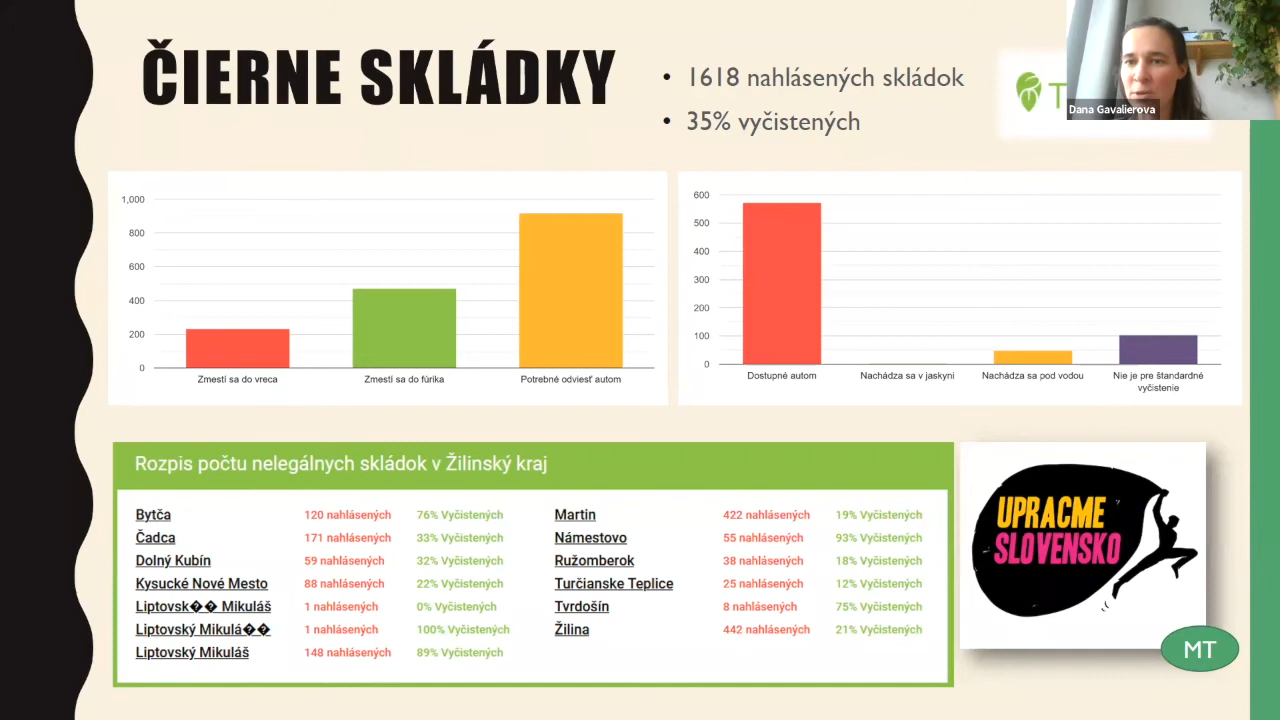 ČIERNE SKLÁDKY
• 1618 nahlásených skládok
• 35% vyčistených
T
Dana Gavalierova
1,000
800
600
400
200
0
Zmestí sa do vreca
Zmestí sa do fúrika
Potrebné odviesť autom
600
500
400
300
200
100
0
Dostupné autom
Nachádza sa v jaskyni
Nachádza sa pod vodou
Nie je pre štandardné
vyčistenie
Rozpis počtu nelegálnych skládok v Žilinský kraj
Bytča 120 nahlásených 76% Vyčistených
Čadca 171 nahlásených 33% Vyčistených
Dolný Kubín 59 nahlásených 32% Vyčistených
Kysucké Nové Mesto 88 nahlásených 22% Vyčistených
Liptovsk�� Mikuláš 1 nahlásených 0% Vyčistených
Liptovský Mikulá�� 1 nahlásených 100% Vyčistených
Liptovský Mikuláš 148 nahlásených 89% Vyčistených
Martin 422 nahlásených 19% Vyčistených
Námestovo 55 nahlásených 93% Vyčistených
Ružomberok 38 nahlásených 18% Vyčistených
Turčianske Teplice 25 nahlásených 12% Vyčistených
Tvrdošín 8 nahlásených 75% Vyčistených
Žilina 442 nahlásených 21% Vyčistených
UPRACME
SLOVENSKO
MT